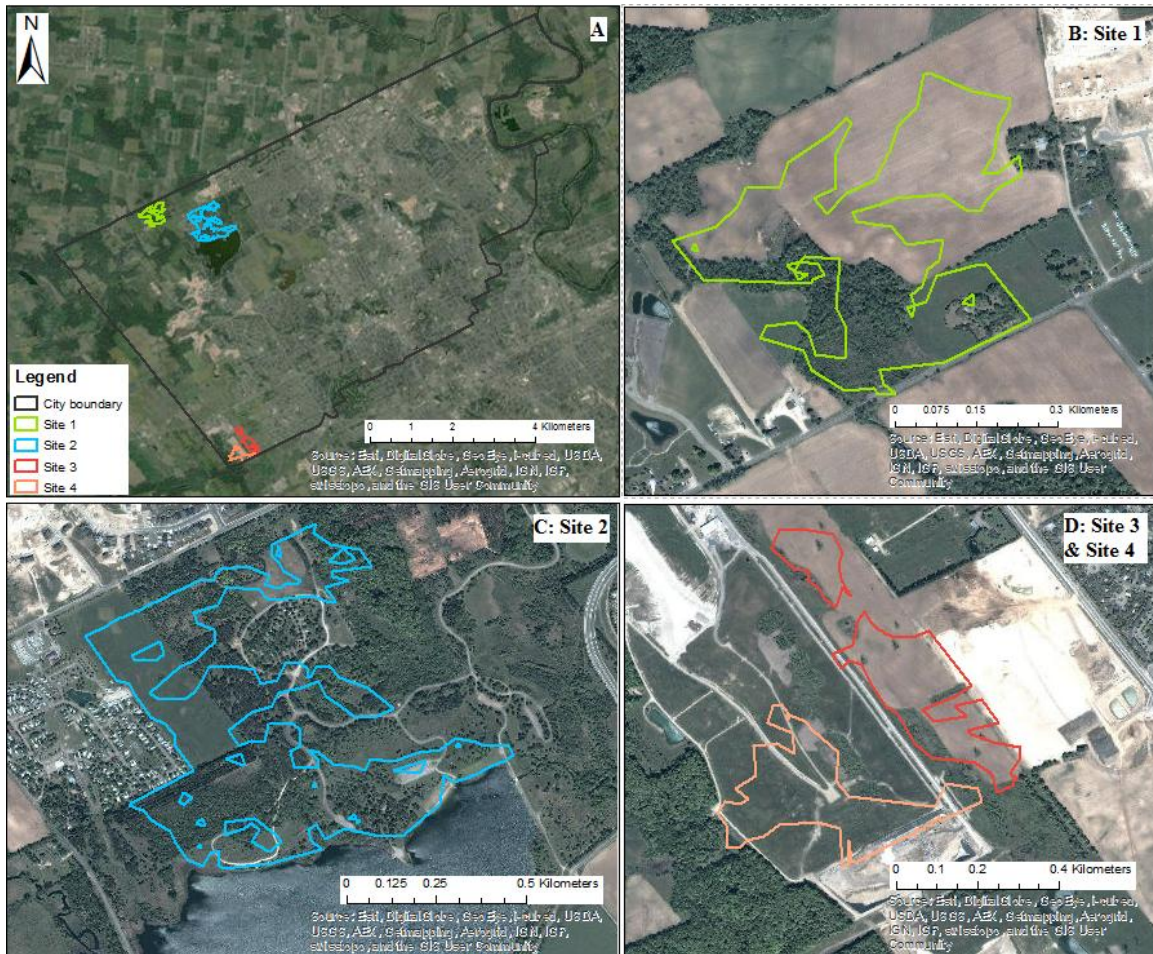 N
A
Legend
City boundary
Site 1
Site 2
Site 3
Site 4
0 1 2 4 Kilometers
Source: Esri, DigitalGlobe, GeoEye, i-cubed, USDA,
USGS, AEX, Getmapping, Aerogrid, IGN, IGP,
swisstopo, and the GIS User Community
B: Site 1
0 0.075 0.15 0.3 Kilometers
Source: Esri, DigitalGlobe, GeoEye, i-cubed,
USDA, USGS, AEX, Getmapping, Aerogrid,
IGN, IGP, swisstopo, and the GIS User
Community
C: Site 2
0 0.125 0.25 0.5 Kilometers
Source: Esri, DigitalGlobe, GeoEye, i-cubed, USDA,
USGS, AEX, Getmapping, Aerogrid, IGN, IGP,
swisstopo, and the GIS User Community
D: Site 3
& Site 4
0 0.1 0.2 0.4 Kilometers
Source: Esri, DigitalGlobe, GeoEye, i-cubed,
USDA, USGS, AEX, Getmapping, Aerogrid,
IGN, IGP, swisstopo, and the GIS User
Community